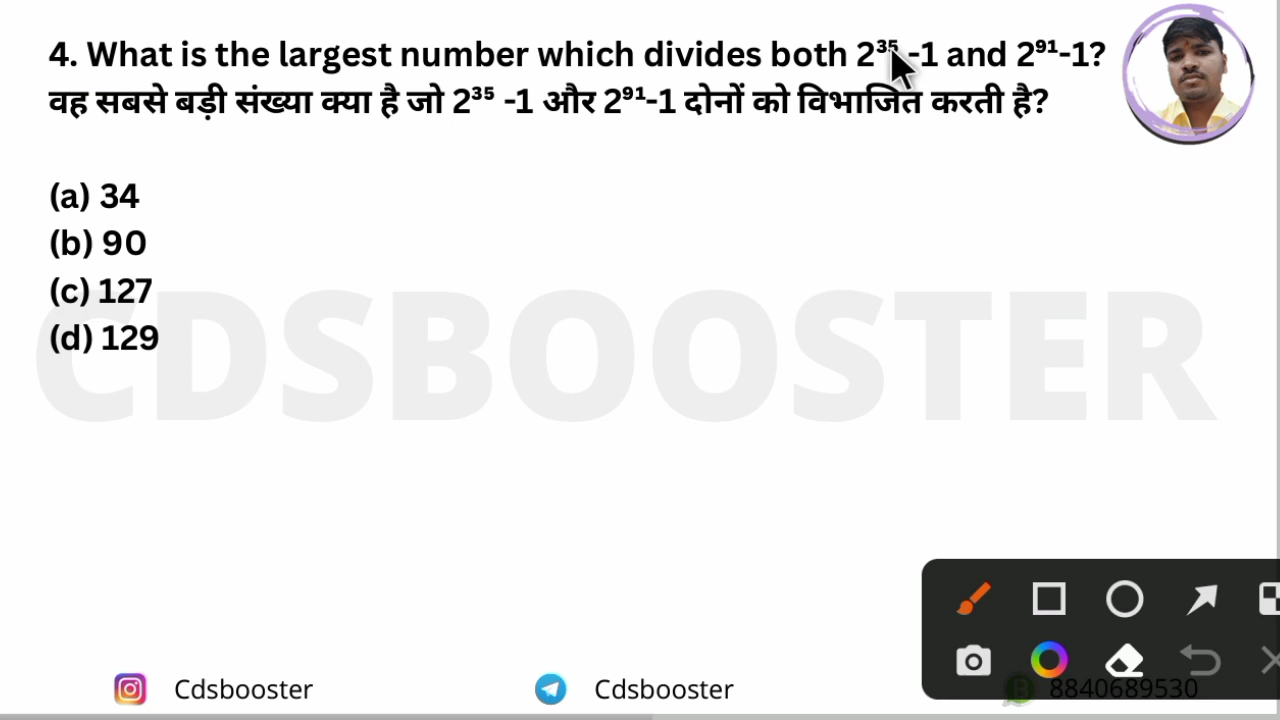 4. What is the largest number which divides both 2³⁵ -1 and 2⁹¹-1?
वह सबसे बड़ी संख्या क्या है जो 2³⁵ -1 और 2⁹¹-1 दोनों को विभाजित करती है?
(a) 34
(b) 90
(c) 127
(d) 129
CDSBOOSTER
Cdsbooster
Cdsbooster
8840689530